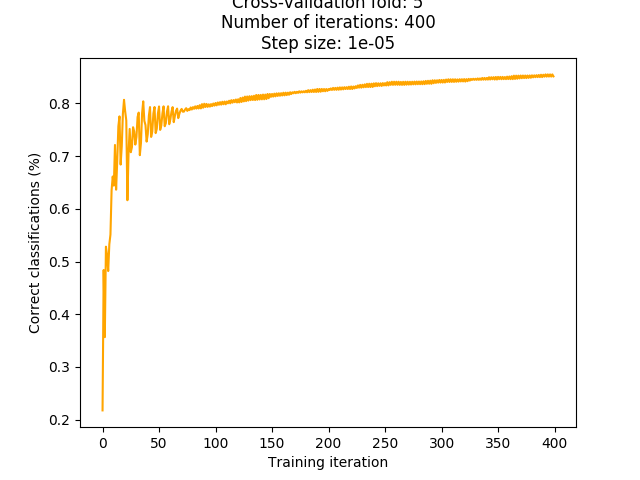 Cross-validation fold: 5
Number of iterations: 400
Step size: 1e-05
0.8
0.7
0.6
0.5
0.4
0.3
0.2
Correct classifications (%)
0 50 100 150 200 250 300 350 400
Training iteration